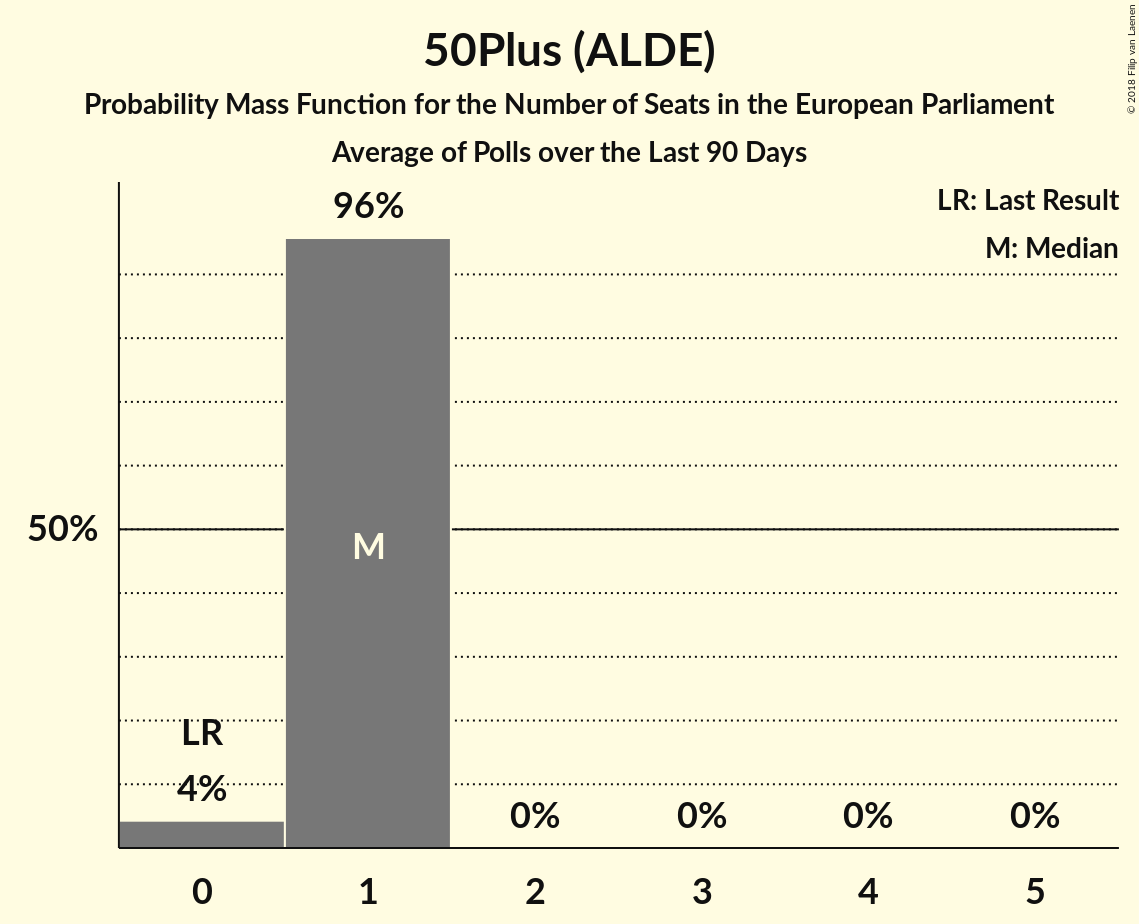 50Plus (ALDE)
Probability Mass Function for the Number of Seats in the European Parliament
Average of Polls over the Last 90 Days
© 2018 Filip van Laenen
LR: Last Result
M: Median
96%
50%
M
LR
4%
0%
0%
0%
0%
0
1
2
3
4
5